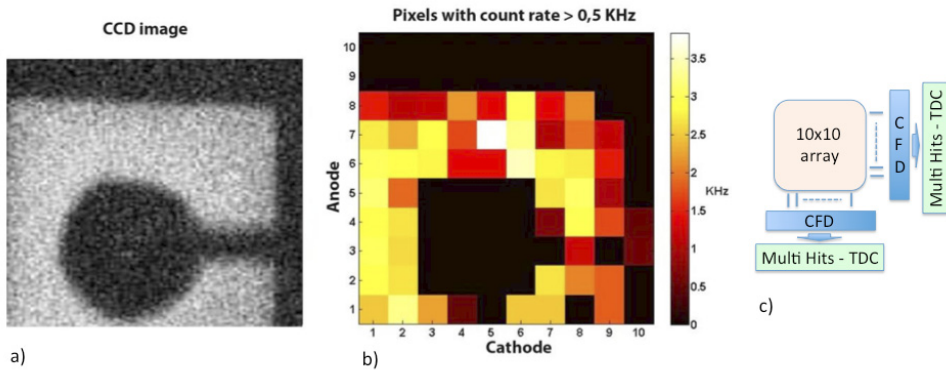 CCD image
Pixels with count rate > 0,5 KHz
10
9
8
7
6
5
4
3
2
1
Anode
1 2 3 4 5 6 7 8 9 10
Cathode
3.5
3
2.5
2
1.5
1
0.5
0
KHz
10x10
array
CFD
Multi Hits - TDC
CFD
Multi Hits - TDC
a)
b)
c)